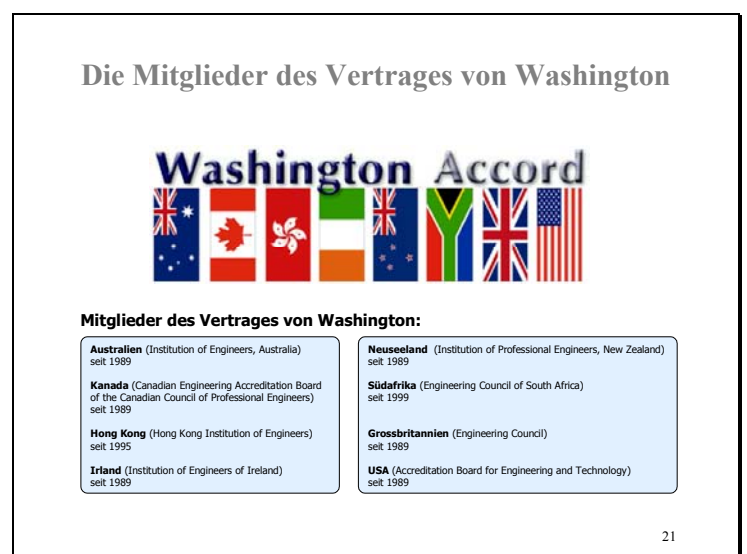 Die Mitglieder des Vertrages von Washington
Washington Accord
Mitglieder des Vertrages von Washington:
Australien (Institution of Engineers, Australia)
seit 1989
Kanada (Canadian Engineering Accreditation Board
of the Canadian Council of Professional Engineers)
seit 1989
Hong Kong (Hong Kong Institution of Engineers)
seit 1995
Irland (Institution of Engineers of Ireland)
seit 1989
Neuseeland (Institution of Professional Engineers, New Zealand)
seit 1989
Südafrika (Engineering Council of South Africa)
seit 1999
Grossbritannien (Engineering Council)
seit 1989
USA (Accreditation Board for Engineering and Technology)
seit 1989
21